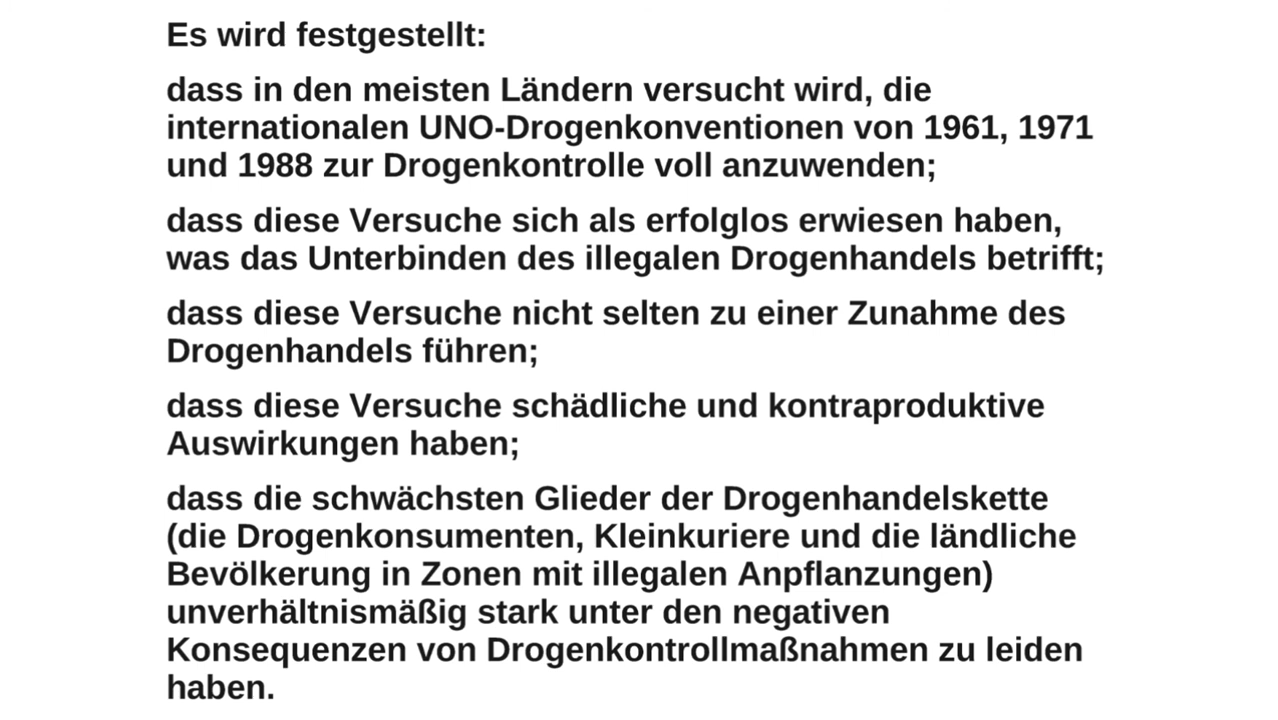 Es wird festgestellt:
dass in den meisten Ländern versucht wird, die
internationalen UNO-Drogenkonventionen von 1961, 1971
und 1988 zur Drogenkontrolle voll anzuwenden;
dass diese Versuche sich als erfolglos erwiesen haben,
was das Unterbinden des illegalen Drogenhandels betrifft;
dass diese Versuche nicht selten zu einer Zunahme des
Drogenhandels führen;
dass diese Versuche schädliche und kontraproduktive
Auswirkungen haben;
dass die schwächsten Glieder der Drogenhandelskette
(die Drogenkonsumenten, Kleinkuriere und die ländliche
Bevölkerung in Zonen mit illegalen Anpflanzungen)
unverhältnismäßig stark unter den negativen
Konsequenzen von Drogenkontrollmaßnahmen zu leiden
haben.